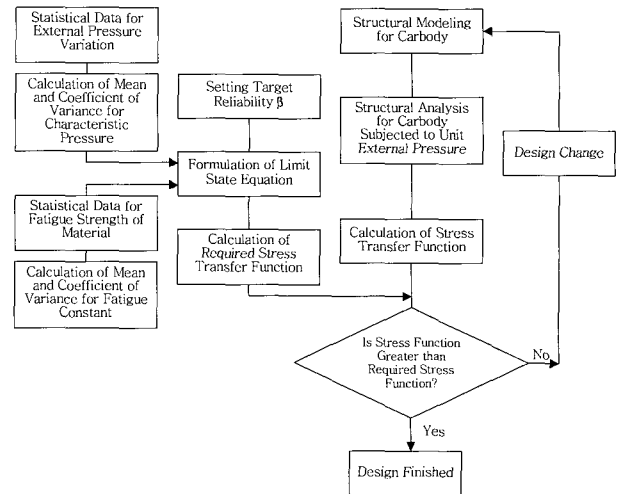 Statistical Data for
External Pressure
Variation
Calculation of Mean
and Coefficient of
Variance for
Characteristic
Pressure
Statistical Data for
Fatigue Strength of
Material
Calculation of Mean
and Coefficient of
Variance for Fatigue
Constant
Setting Target
Reliability β
Formulation of Limit
State Equation
Calculation of
Required Stress
Transfer Function
Structural Modeling
for Carbody
Structural Analysis
for Carbody
Subjected to Unit
External Pressure
Calculation of Stress
Transfer Function
Design Change
Is Stress Function
Greater than
Required Stress
Function?
No
Yes
Design Finished